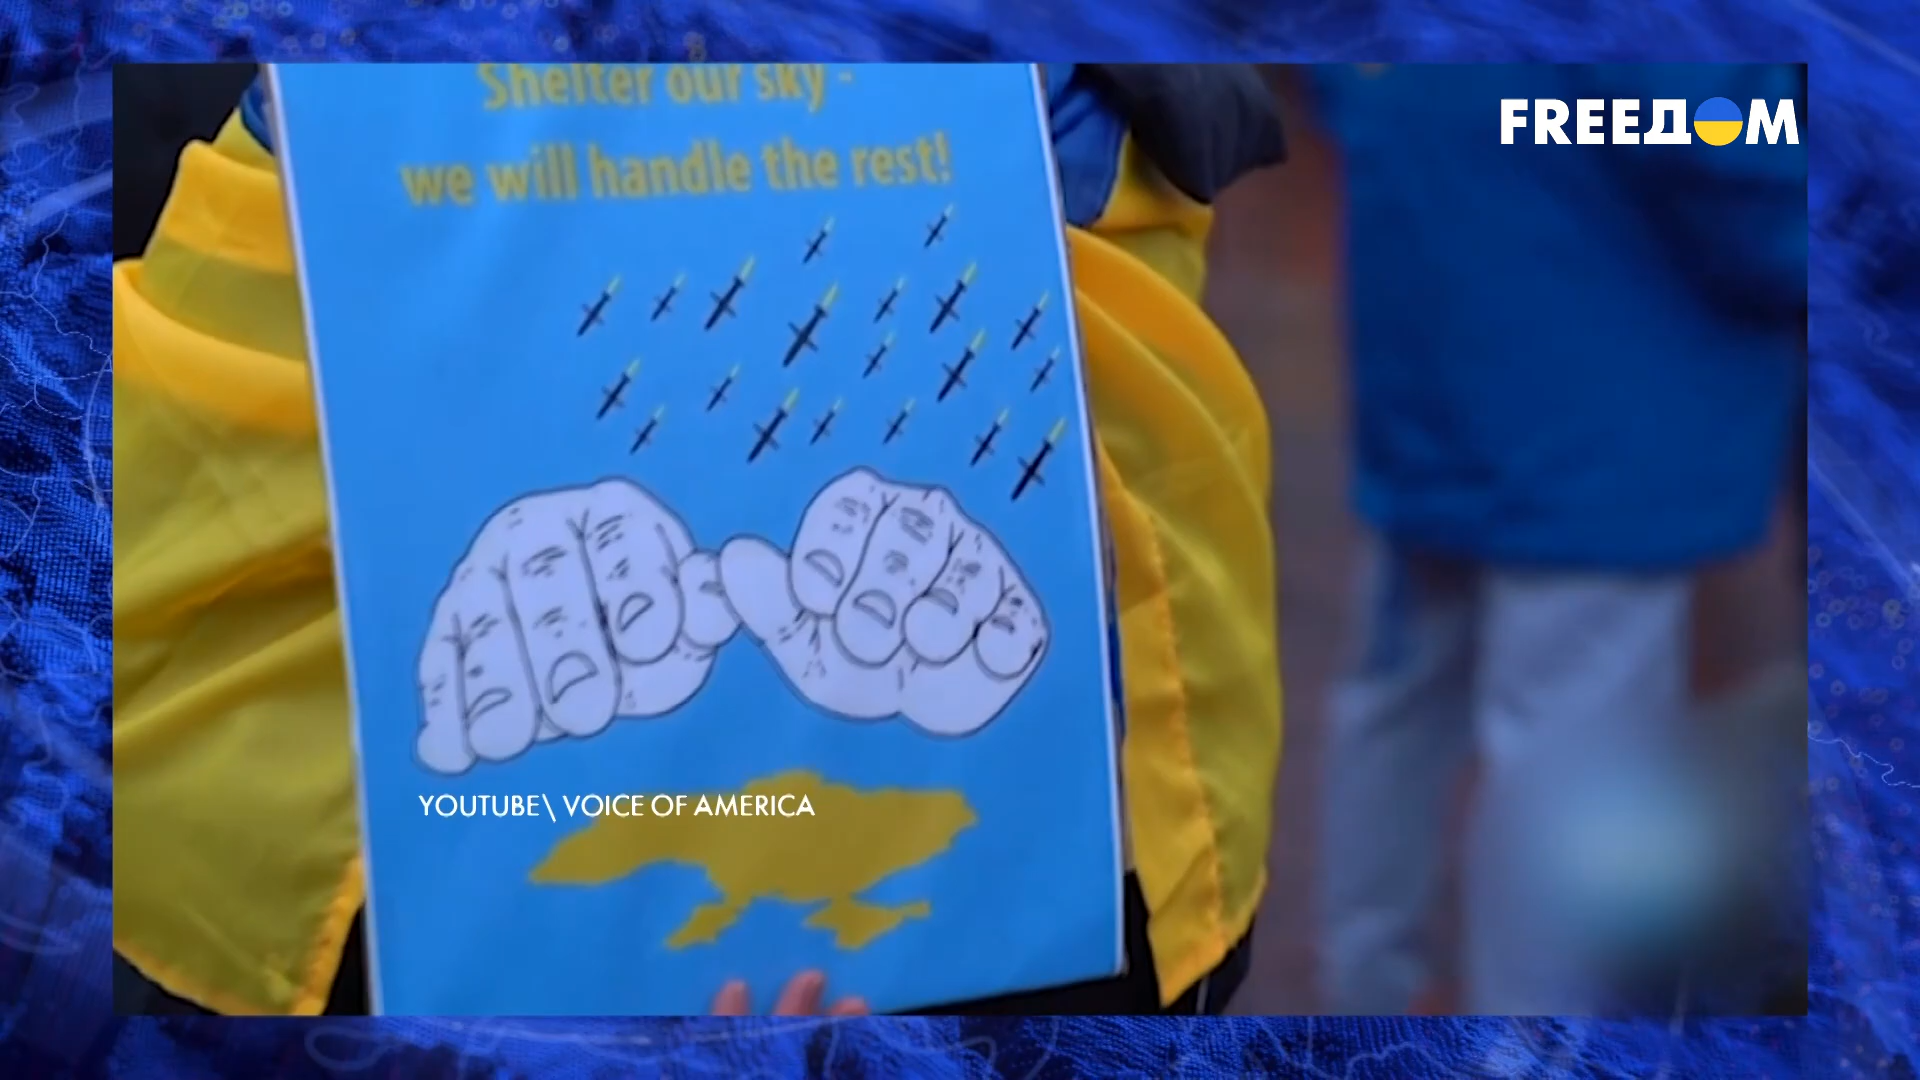 Shelter our sky -
we will handle the rest!
FREEДOM
YOUTUBE\ VOICE OF AMERICA